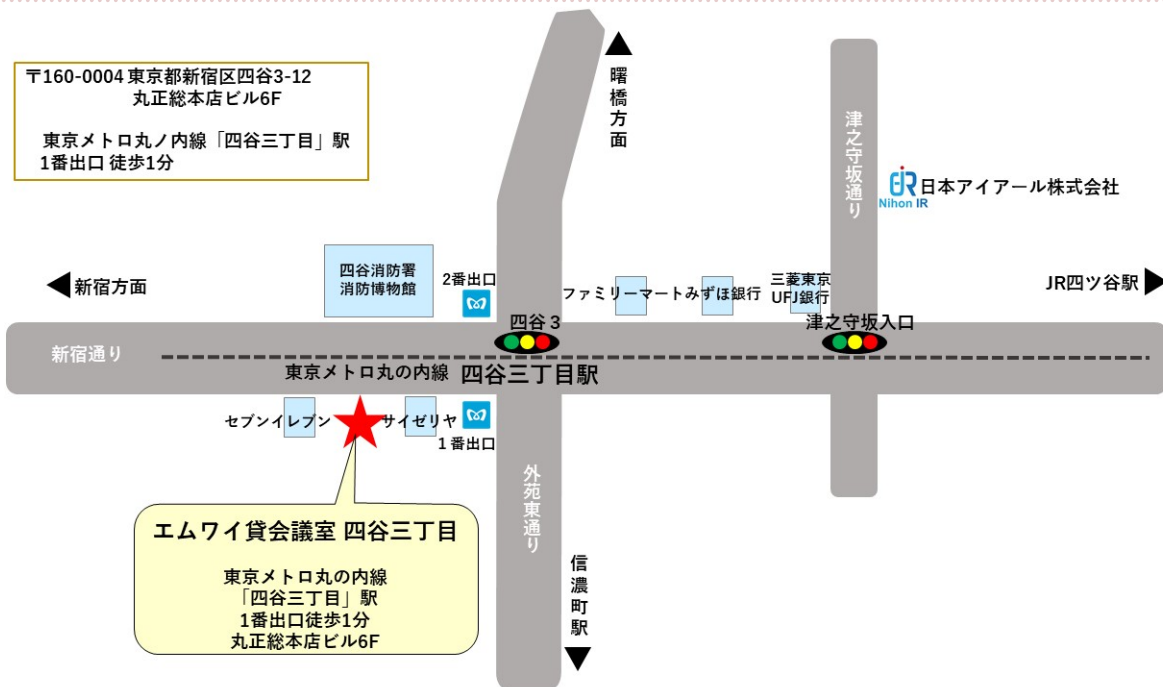 〒160-0004 東京都新宿区四谷3-12
丸正総本店ビル6F
東京メトロ丸ノ内線「四谷三丁目」駅
1番出口 徒歩1分
曙橋方面
津之守坂通り
日本アイアール株式会社
Nihon IR
新宿方面
四谷消防署
消防博物館
2番出口
ファミリーマート
みずほ銀行
三菱東京
UFJ銀行
JR四ツ谷駅
四谷3
津之守坂入口
新宿通り
東京メトロ丸の内線
四谷三丁目駅
セブンイレブン
サイゼリヤ
1番出口
外苑東通り
エムワイ貸会議室 四谷三丁目
東京メトロ丸の内線
「四谷三丁目」駅
1番出口徒歩1分
丸正総本店ビル6F
信濃町駅